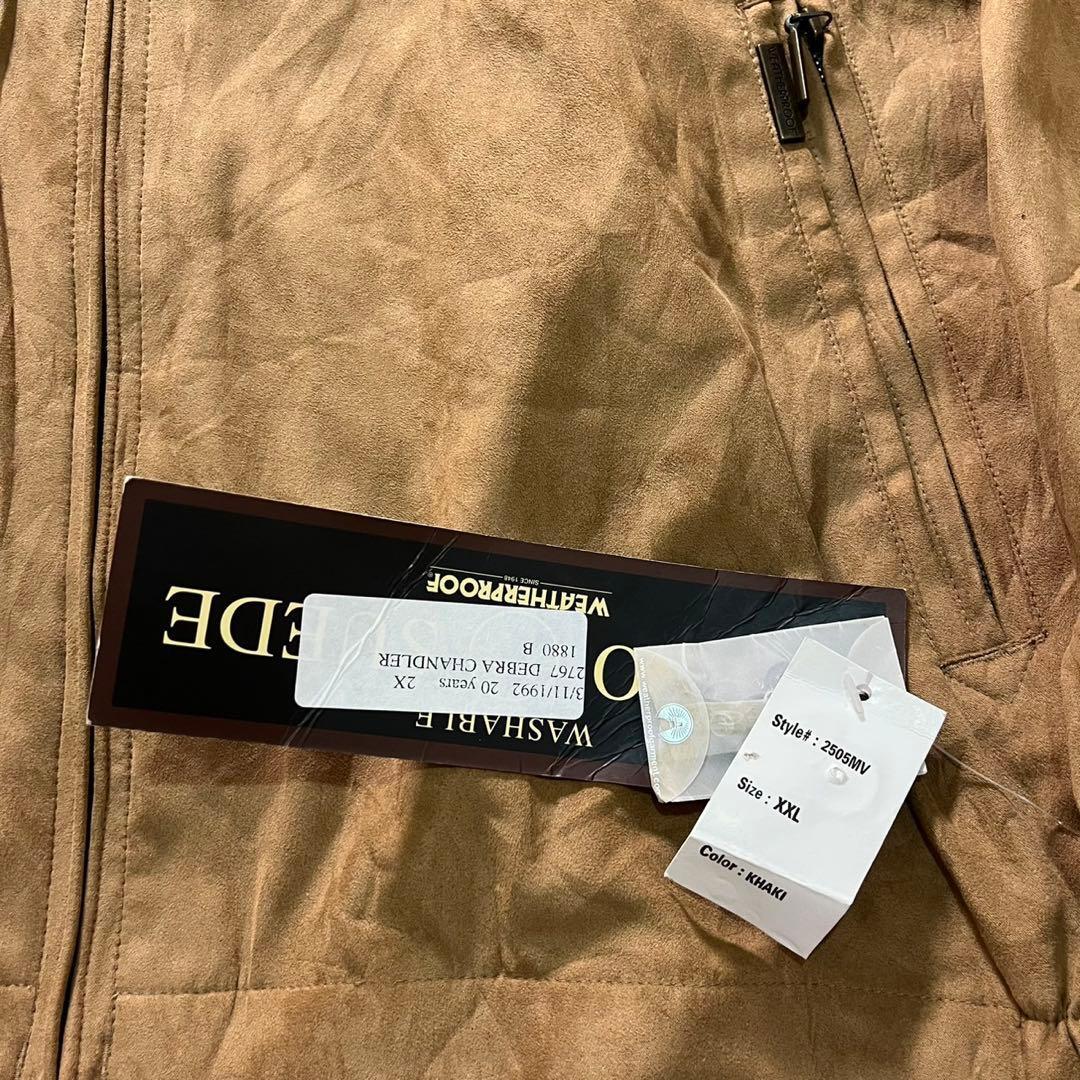 WEATHERPROOF
WASHABLE
3/11/1992 20 years 2X
2767 DEBRA CHANDLER
1880 B
WEATHERPROOF®
SINCE 1948
Style# : 2505MV
Size : XXL
Color : KHAKI